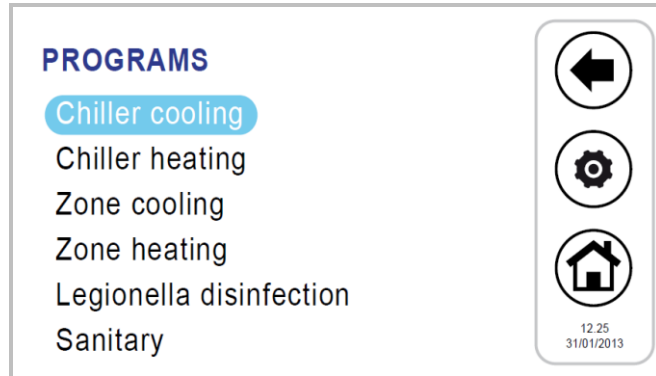 PROGRAMS
Chiller cooling
Chiller heating
Zone cooling
Zone heating
Legionella disinfection
Sanitary
12.25
31/01/2013